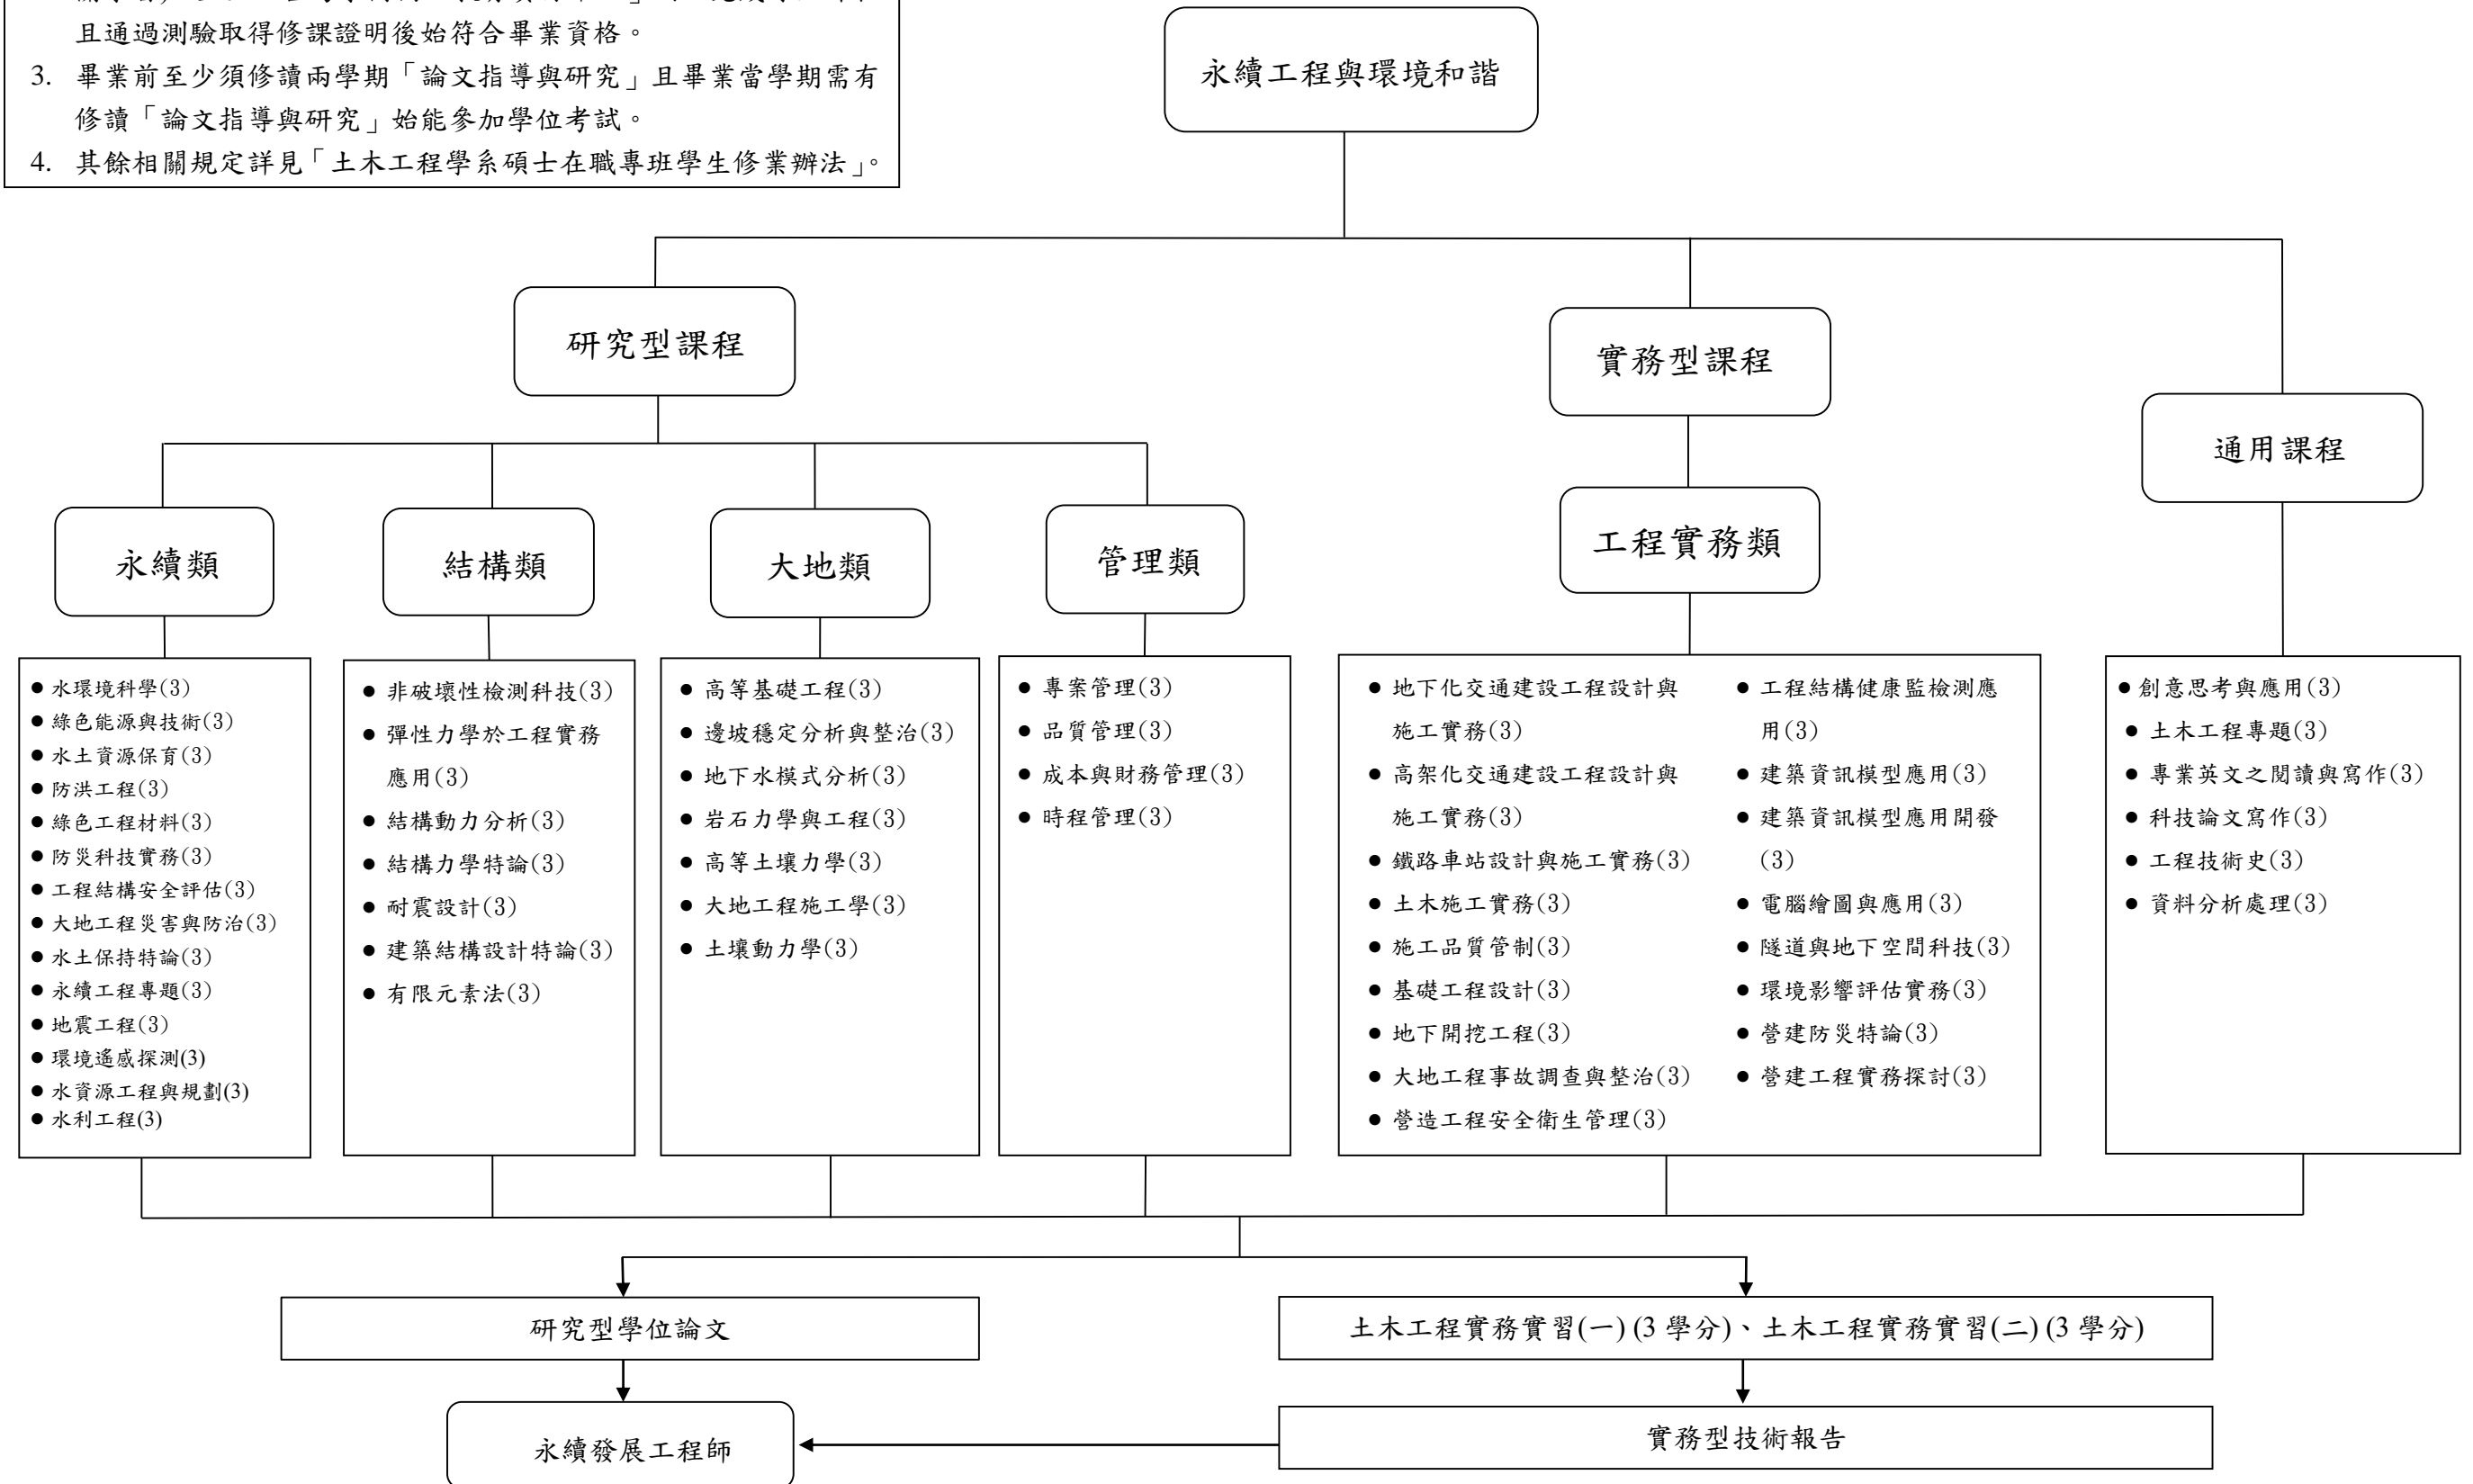 且通過測驗取得修課證明後始符合畢業資格。
3. 畢業前至少須修讀兩學期「論文指導與研究」且畢業當學期需有
修讀「論文指導與研究」始能參加學位考試。
4. 其餘相關規定詳見「土木工程學系碩士在職專班學生修業辦法」。
永續工程與環境和諧
研究型課程
實務型課程
通用課程
永續類
結構類
大地類
管理類
工程實務類
● 水環境科學(3)
● 綠色能源與技術(3)
● 水土資源保育(3)
● 防洪工程(3)
● 綠色工程材料(3)
● 防災科技實務(3)
● 工程結構安全評估(3)
● 大地工程災害與防治(3)
● 水土保持特論(3)
● 永續工程專題(3)
● 地震工程(3)
● 環境遙感探測(3)
● 水資源工程與規劃(3)
● 水利工程(3)
● 非破壞性檢測科技(3)
● 彈性力學於工程實務
應用(3)
● 結構動力分析(3)
● 結構力學特論(3)
● 耐震設計(3)
● 建築結構設計特論(3)
● 有限元素法(3)
● 高等基礎工程(3)
● 邊坡穩定分析與整治(3)
● 地下水模式分析(3)
● 岩石力學與工程(3)
● 高等土壤力學(3)
● 大地工程施工學(3)
● 土壤動力學(3)
● 專案管理(3)
● 品質管理(3)
● 成本與財務管理(3)
● 時程管理(3)
● 地下化交通建設工程設計與
施工實務(3)
● 高架化交通建設工程設計與
施工實務(3)
● 鐵路車站設計與施工實務(3)
● 土木施工實務(3)
● 施工品質管制(3)
● 基礎工程設計(3)
● 地下開挖工程(3)
● 大地工程事故調查與整治(3)
● 營造工程安全衛生管理(3)
● 工程結構健康監檢測應
用(3)
● 建築資訊模型應用(3)
● 建築資訊模型應用開發
(3)
● 電腦繪圖與應用(3)
● 隧道與地下空間科技(3)
● 環境影響評估實務(3)
● 營建防災特論(3)
● 營建工程實務探討(3)
● 創意思考與應用(3)
● 土木工程專題(3)
● 專業英文之閱讀與寫作(3)
● 科技論文寫作(3)
● 工程技術史(3)
● 資料分析處理(3)
研究型學位論文
土木工程實務實習(一) (3 學分)、土木工程實務實習(二) (3 學分)
永續發展工程師
實務型技術報告